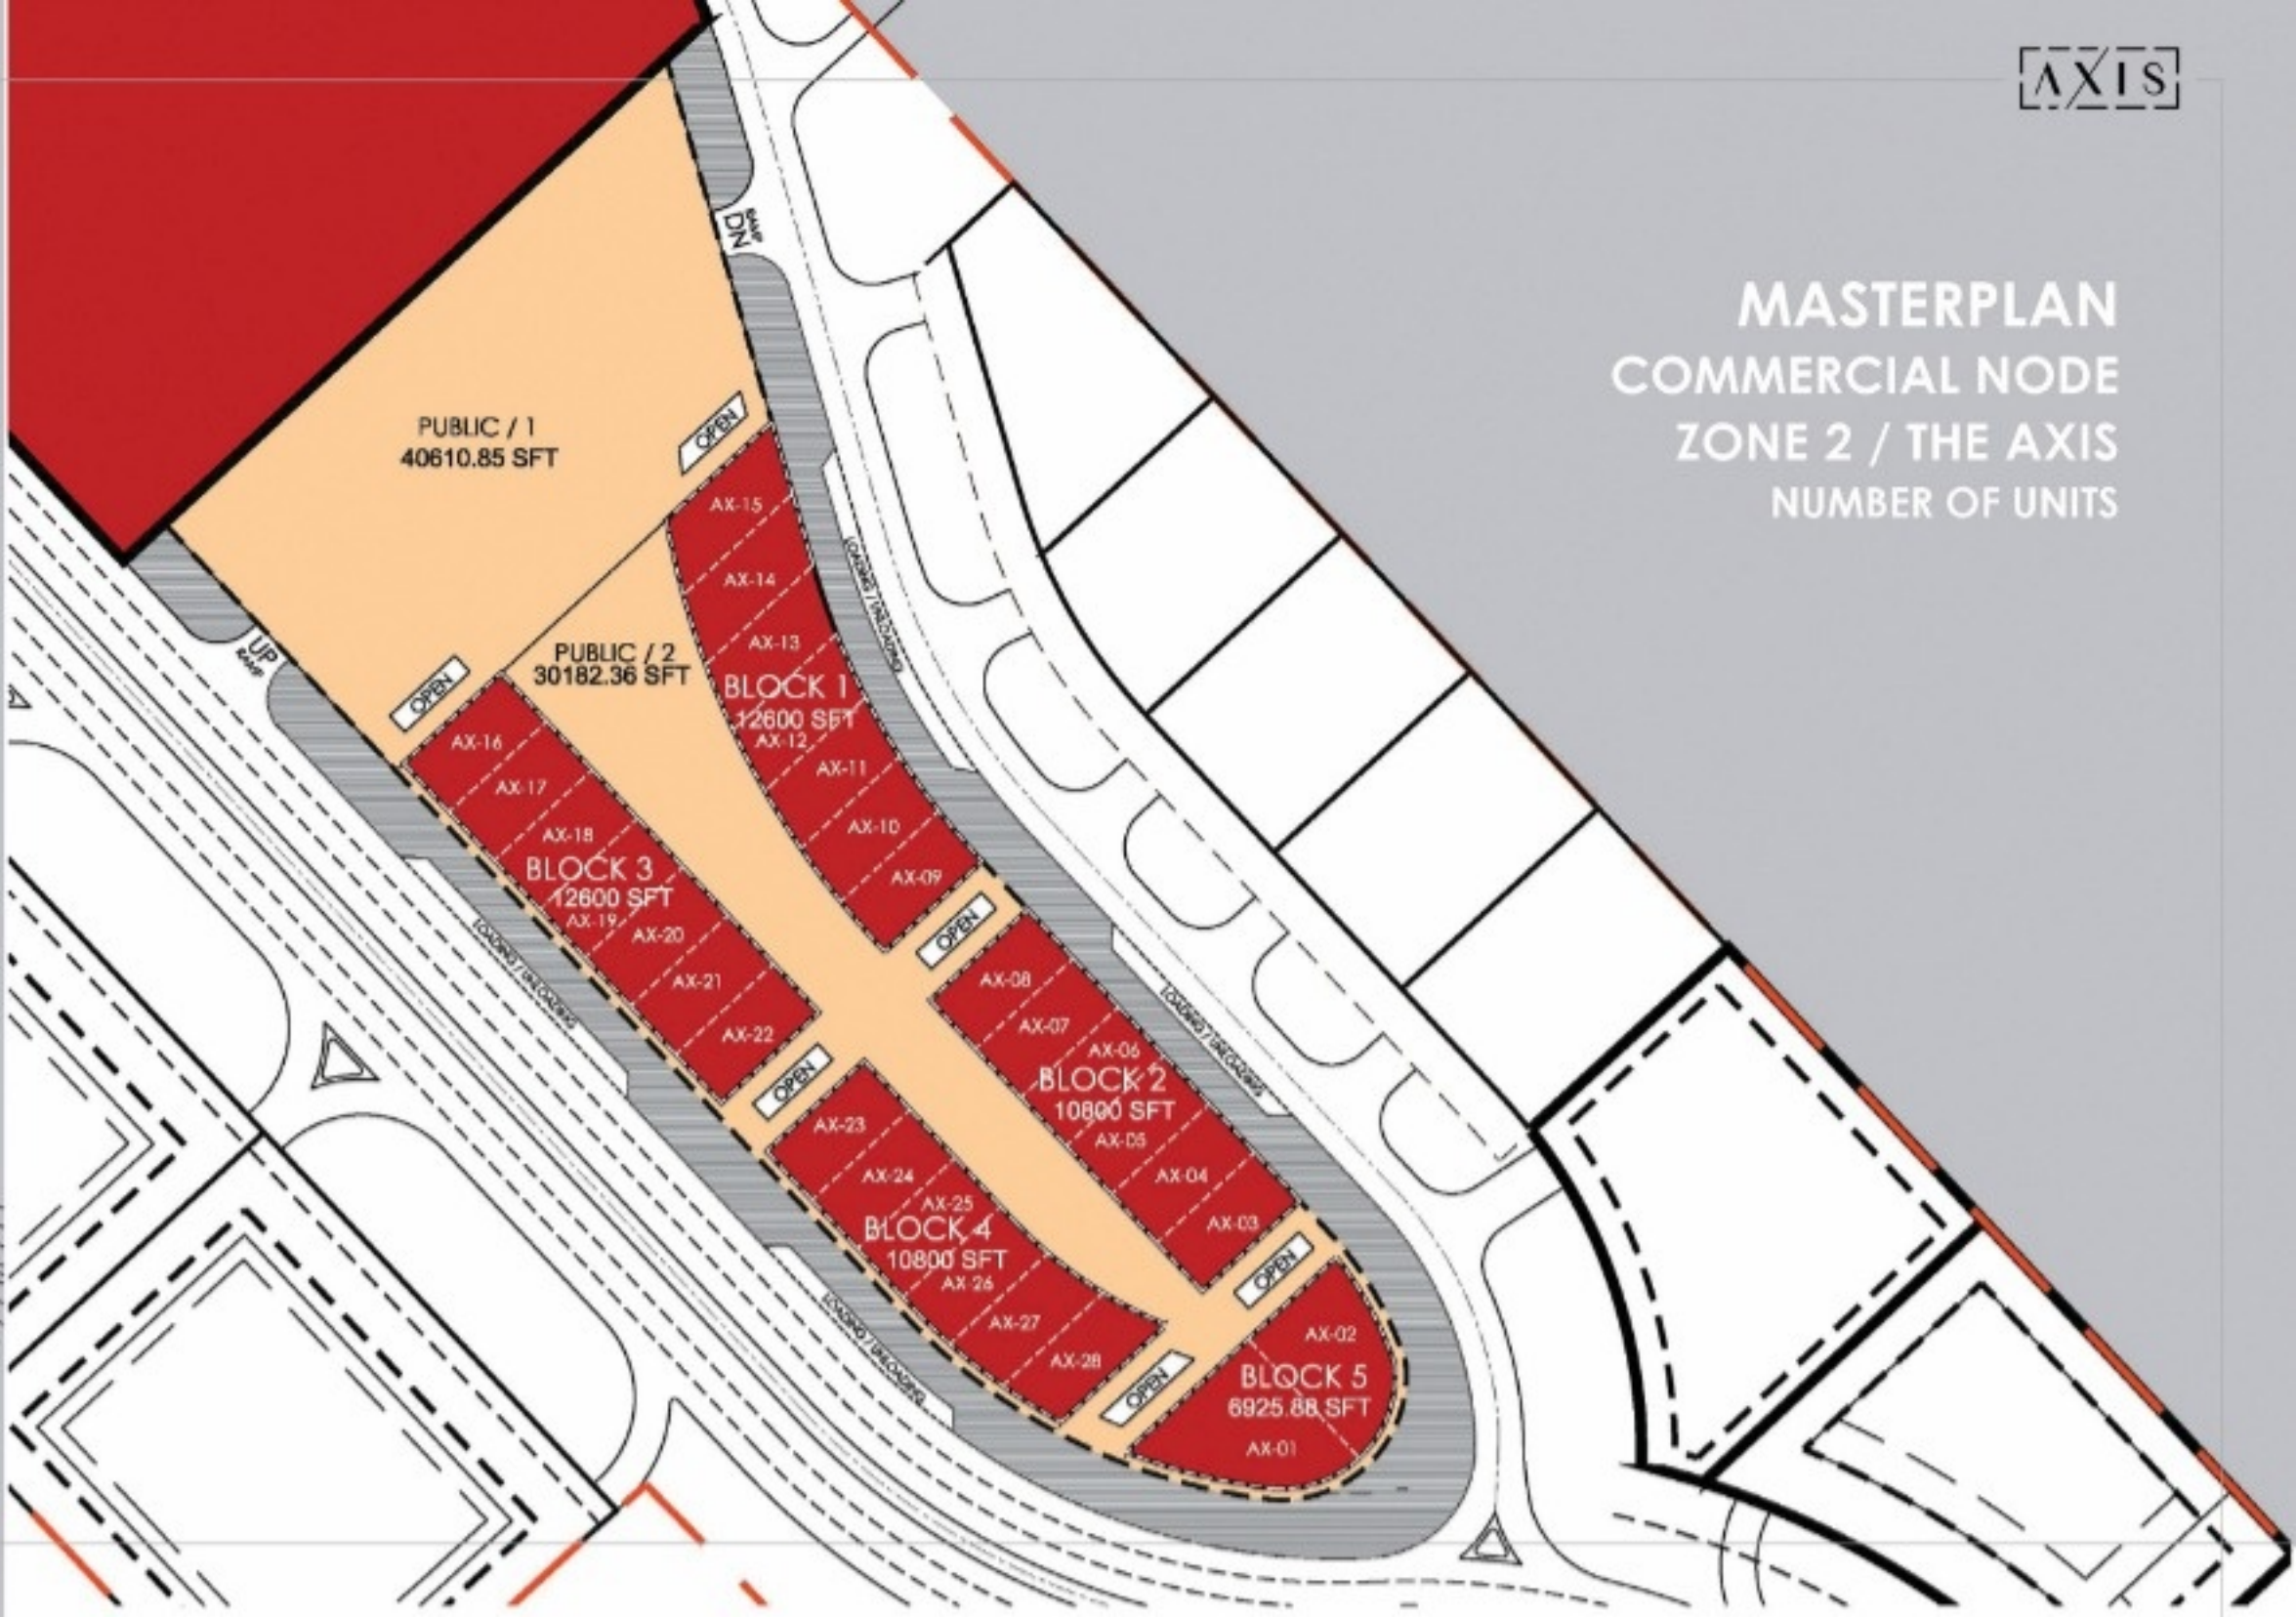 AXIS
MASTERPLAN
COMMERCIAL NODE
ZONE 2 / THE AXIS
NUMBER OF UNITS
RAMP
DN
PUBLIC / 1
40610.85 SFT
OPEN
AX-15
AX-14
AX-13
BLOCK 1
12600 SFT
AX-12
AX-11
AX-10
AX-09
LOADING / UNLOADING
PUBLIC / 2
30182.36 SFT
UP
RAMP
OPEN
AX-16
AX-17
AX-18
BLOCK 3
12600 SFT
AX-19
AX-20
AX-21
AX-22
LOADING / UNLOADING
OPEN
AX-08
AX-07
AX-06
BLOCK 2
10800 SFT
AX-05
AX-04
AX-03
LOADING / UNLOADING
OPEN
AX-23
AX-24
AX-25
BLOCK 4
10800 SFT
AX-26
AX-27
AX-28
LOADING / UNLOADING
OPEN
OPEN
AX-02
BLOCK 5
6925.88 SFT
AX-01